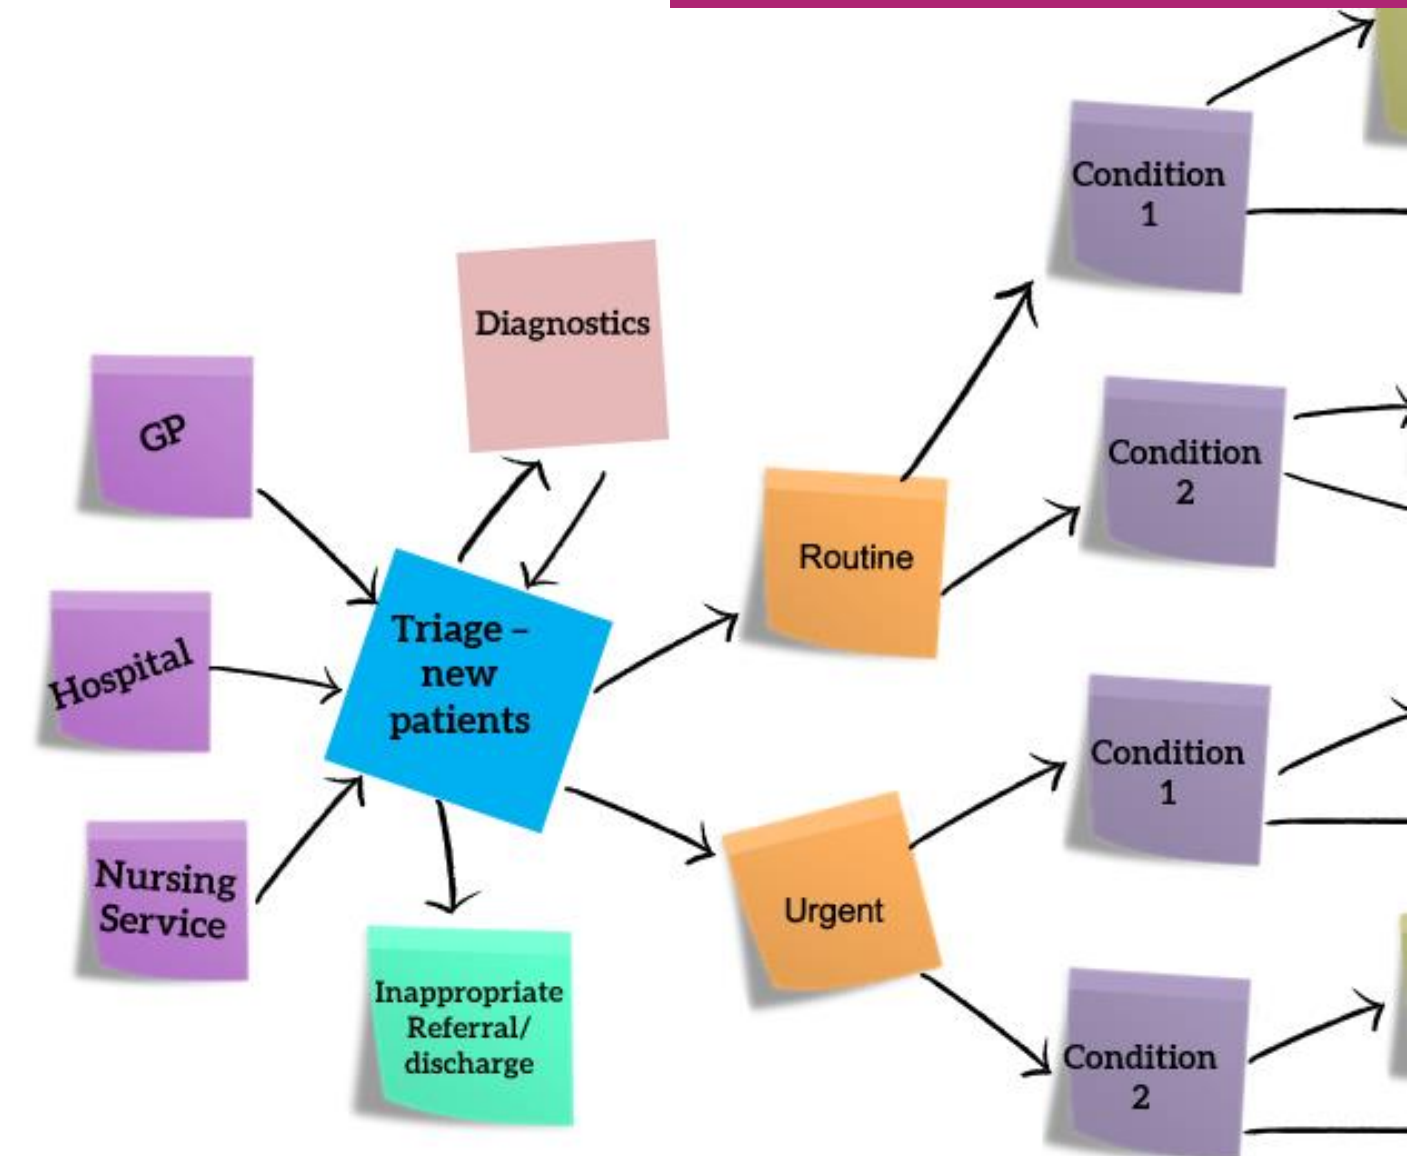 Condition
1
Diagnostics
GP
Condition
2
Routine
Triage –
new
patients
Hospital
Condition
1
Nursing
Service
Urgent
Inappropriate
Referral/
discharge
Condition
2